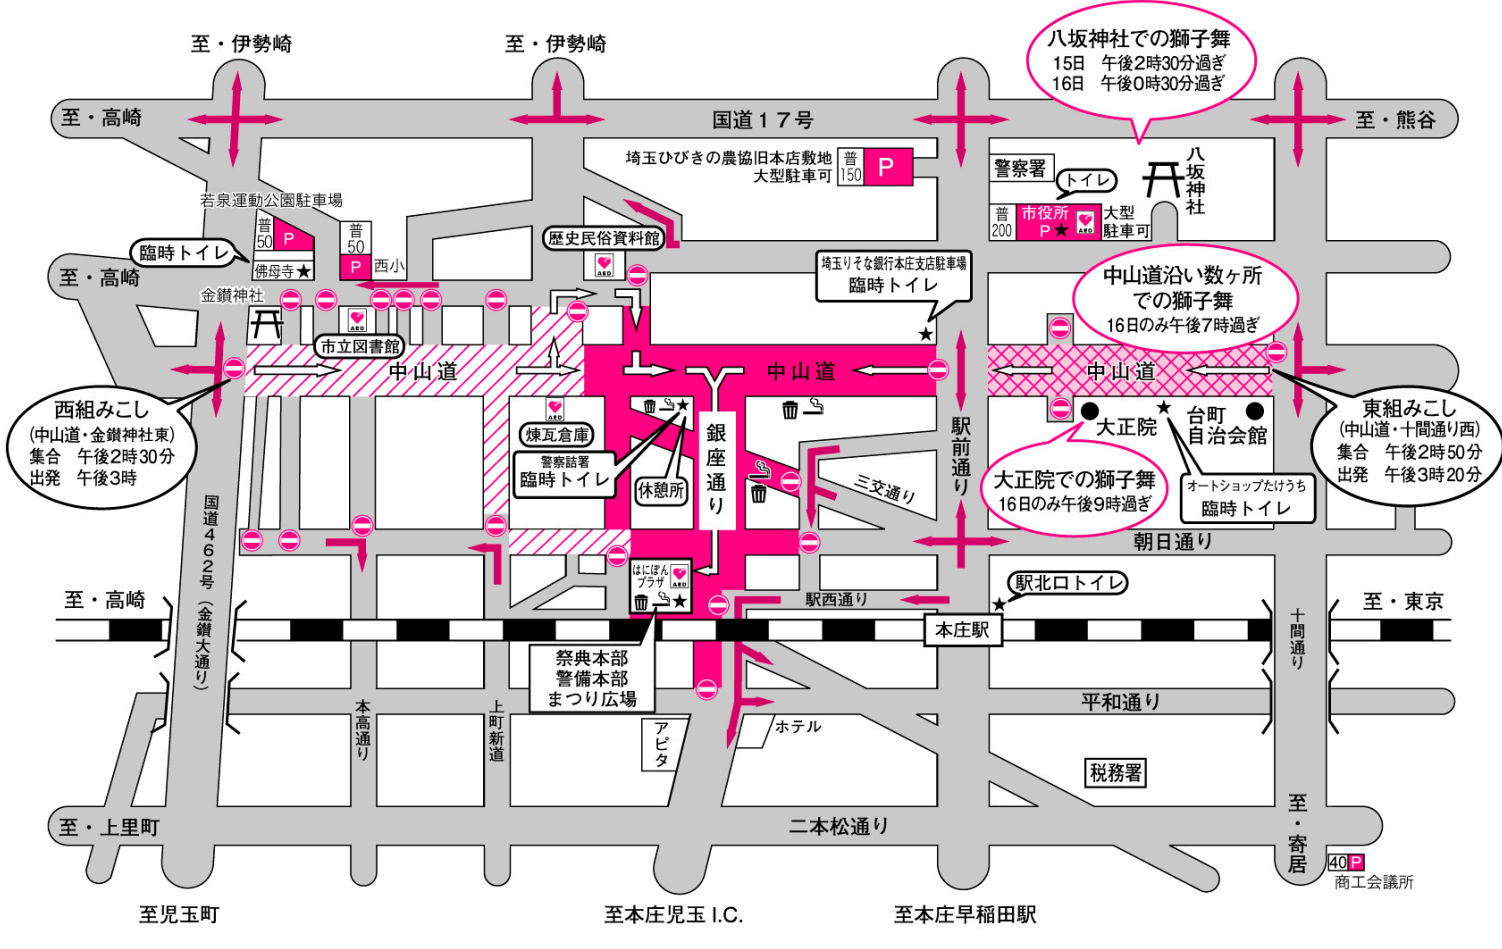 至・伊勢崎
至・伊勢崎
八坂神社での獅子舞
15日　午後2時30分過ぎ
16日　午後0時30分過ぎ
至・高崎
国道17号
至・熊谷
埼玉ひびきの農協旧本店敷地
大型駐車可
普
150
P
警察署
トイレ
八坂神社
若泉運動公園駐車場
普
50
P
普
50
P
西小
臨時トイレ
佛母寺★
歴史民俗資料館
AED
普
200
市役所
P★
AED
大型
駐車可
埼玉りそな銀行本庄支店駐車場
臨時トイレ
★
中山道沿い数ヶ所
での獅子舞
16日のみ午後7時過ぎ
至・高崎
金鑚神社
AED
市立図書館
中山道
中山道
中山道
西組みこし
(中山道・金鑚神社東)
集合　午後2時30分
出発　午後3時
AED
煉瓦倉庫
警察詰署
臨時トイレ
★
休憩所
銀座通り
駅前通り
三交通り
大正院
★
台町
自治会館
東組みこし
(中山道・十間通り西)
集合　午後2時50分
出発　午後3時20分
大正院での獅子舞
16日のみ午後9時過ぎ
オートショップたけうち
臨時トイレ
国道462号(金鑚大通り)
朝日通り
はにぽん
プラザ
AED
★
駅西通り
駅北口トイレ
★
至・高崎
至・東京
本庄駅
十間通り
祭典本部
警備本部
まつり広場
本高通り
上町新道
平和通り
アピタ
ホテル
税務署
至・上里町
二本松通り
至・寄居
40P
商工会議所
至児玉町
至本庄児玉I.C.
至本庄早稲田駅